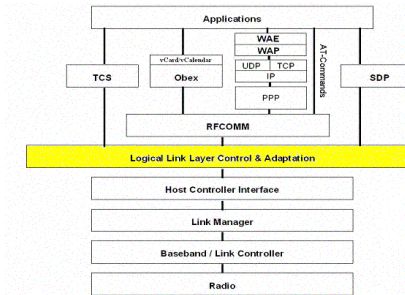 Applications
WAE
WAP
AT-Commands
vCard/vCalendar
UDP TCP
TCS
Obex
IP
SDP
PPP
RFCOMM
Logical Link Layer Control & Adaptation
Host Controller Interface
Link Manager
Baseband / Link Controller
Radio